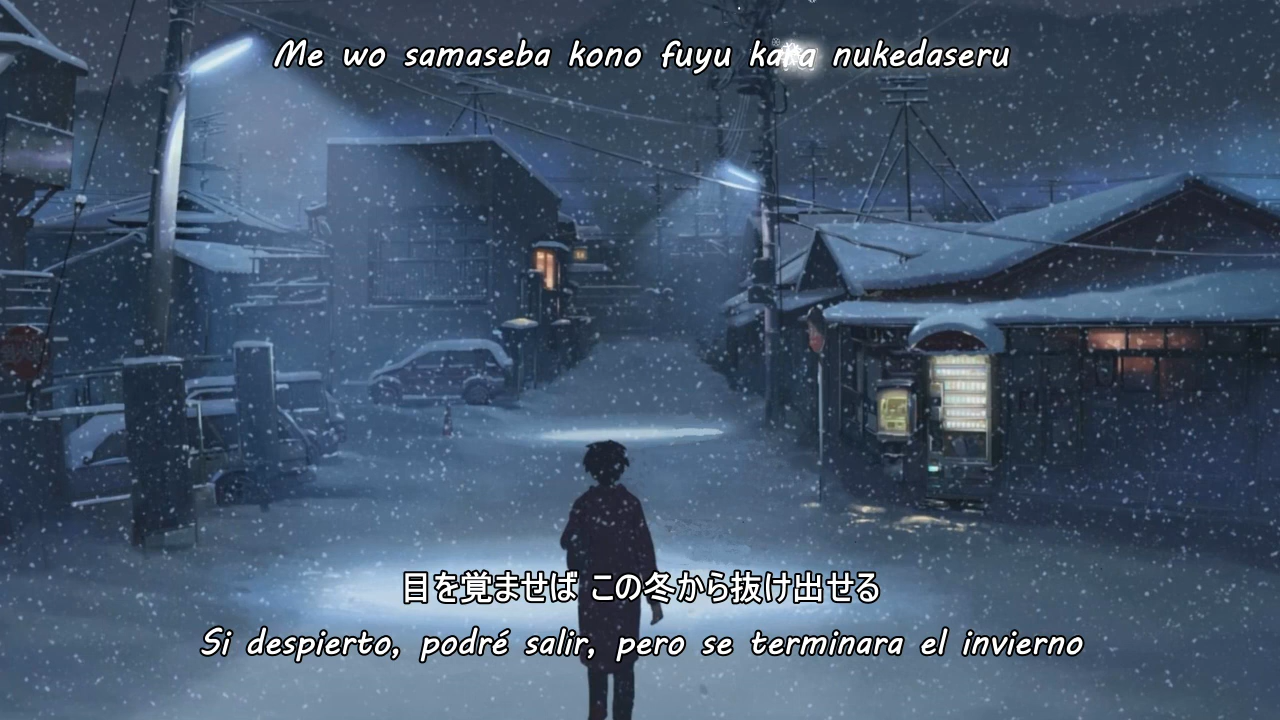 Me wo samaseba kono fuyu kara nukedaseru
目を覚ませば この冬から抜け出せる
Si despierto, podré salir, pero se terminara el invierno